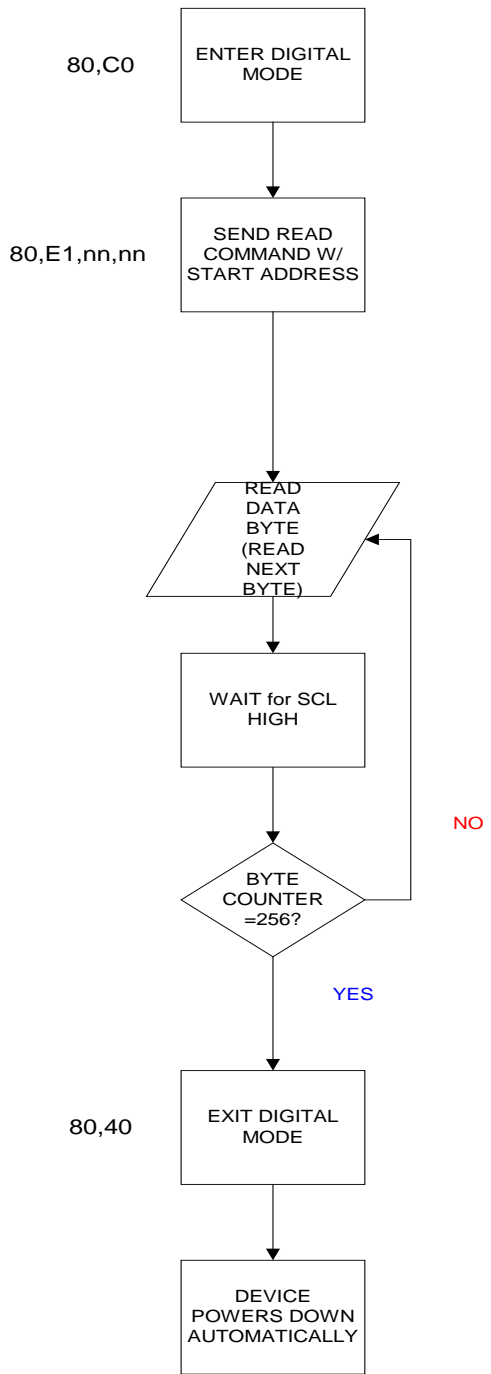 80,C0
ENTER DIGITAL
MODE
80,E1,nn,nn
SEND READ
COMMAND W/
START ADDRESS
READ
DATA
BYTE
(READ
NEXT
BYTE)
WAIT for SCL
HIGH
NO
BYTE
COUNTER
=256?
YES
80,40
EXIT DIGITAL
MODE
DEVICE
POWERS DOWN
AUTOMATICALLY